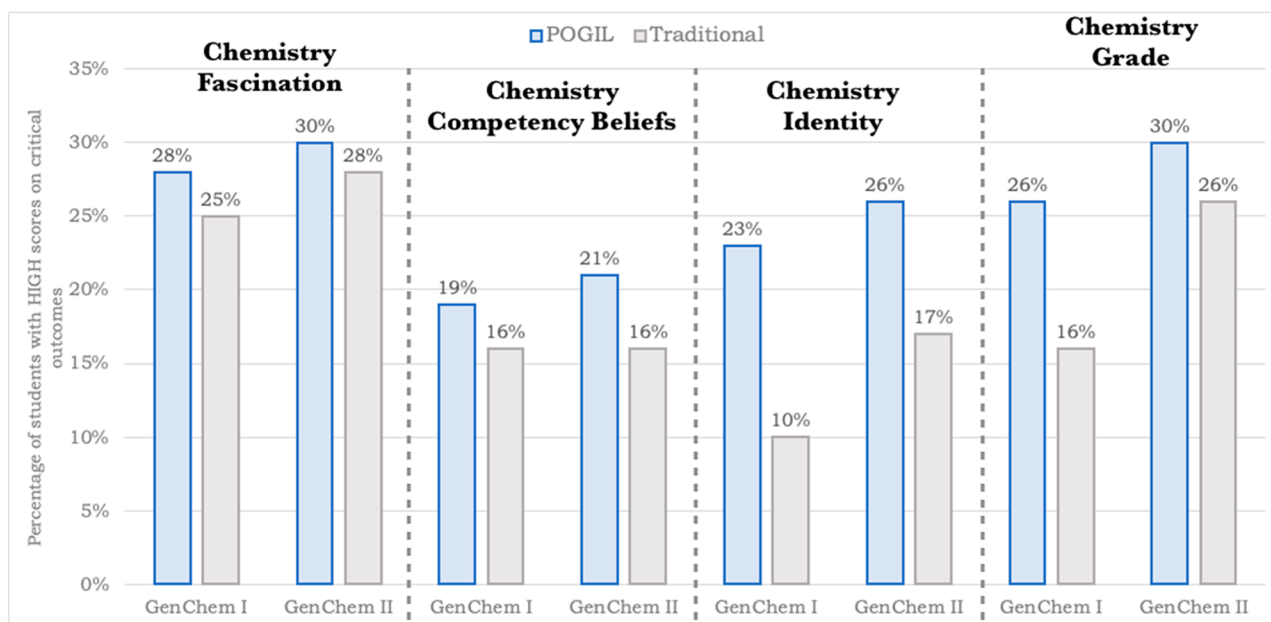 POGIL Traditional
Chemistry
Fascination
Chemistry
Competency Beliefs
Chemistry
Identity
Chemistry
Grade
Percentage of students with HIGH scores on critical
outcomes
35%
30%
25%
20%
15%
10%
5%
0%
28% 25% 30% 28%
19% 16% 21% 16%
23% 10% 26% 17%
26% 16% 30% 26%
GenChem I GenChem II GenChem I GenChem II GenChem I GenChem II GenChem I GenChem II